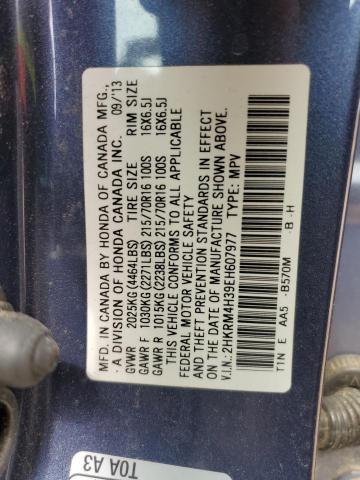 MFD. IN CANADA BY HONDA OF CANADA MFG.,
A DIVISION OF HONDA CANADA INC. 09/13
GVWR 2025KG (4464LBS) TIRE SIZE RIM SIZE
GAWR F 1030KG (2271LBS) 215/70R16 100S 16X6.5J
GAWR R 1015KG (2238LBS) 215/70R16 100S 16X6.5J
THIS VEHICLE CONFORMS TO ALL APPLICABLE
FEDERAL MOTOR VEHICLE SAFETY
AND THEFT PREVENTION STANDARDS IN EFFECT
ON THE DATE OF MANUFACTURE SHOWN ABOVE.
V.I.N.: 2HKRM4H39EH607977 TYPE: MPV
TIN E AA5 -B570M -B -H
T0A A3